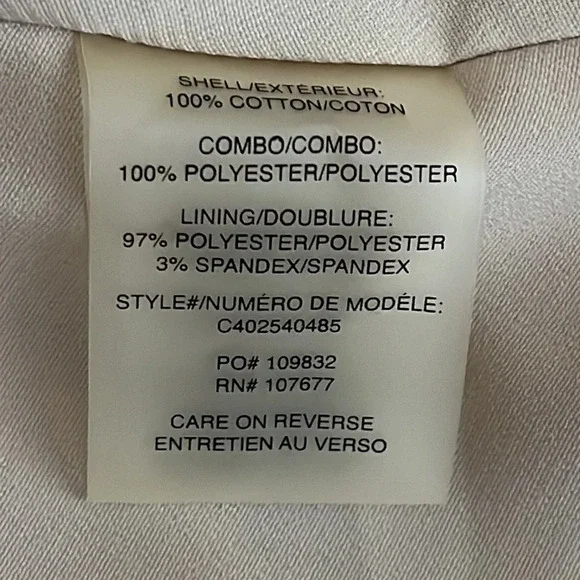 SHELL/EXTÉRIEUR:
100% COTTON/COTON
COMBO/COMBO:
100% POLYESTER/POLYESTER
LINING/DOUBLURE:
97% POLYESTER/POLYESTER
3% SPANDEX/SPANDEX
STYLE#/NUMÉRO DE MODÉLE:
C402540485
PO# 109832
RN# 107677
CARE ON REVERSE
ENTRETIEN AU VERSO